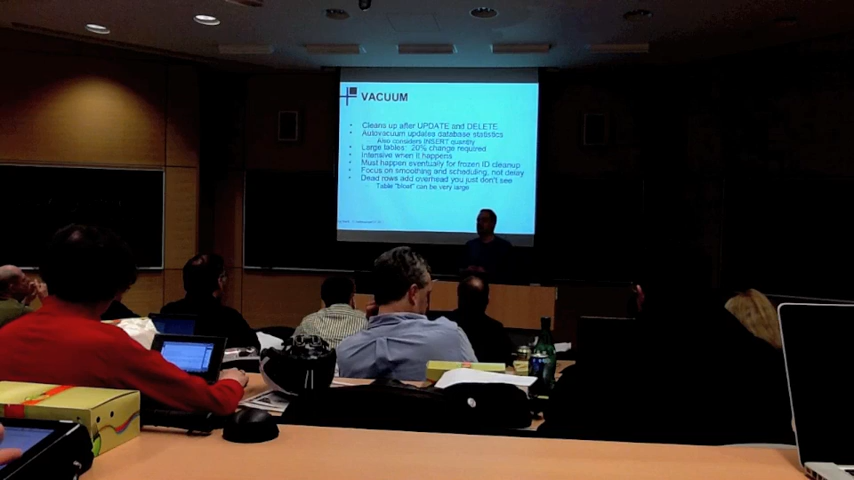 VACUUM
• Cleans up after UPDATE and DELETE
• Autovacuum updates database statistics
Also considers INSERT quantity
• Large tables: 20% change required
• Intensive when it happens
• Must happen eventually for frozen ID cleanup
• Focus on smoothing and scheduling, not delay
• Dead rows add overhead you just don't see
Table "bloat" can be very large